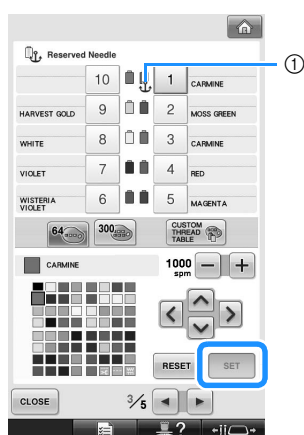 Reserved Needle
①
10 1 CARMINE
HARVEST GOLD 9 2 MOSS GREEN
WHITE 8 3 CARMINE
VIOLET 7 4 RED
WISTERIA VIOLET 6 5 MAGENTA
64 300 CUSTOM THREAD TABLE
CARMINE 1000 spm − +
RESET SET
CLOSE 3/5
?